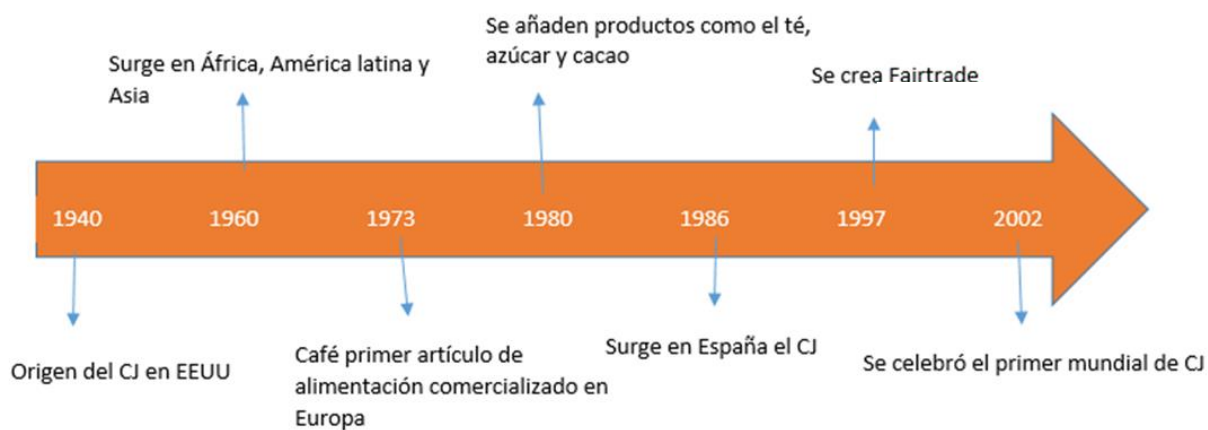 Surge en África, América latina y
Asia
Se añaden productos como el té,
azúcar y cacao
Se crea Fairtrade
1940 1960 1973 1980 1986 1997 2002
Origen del CJ en EEUU
Café primer artículo de
alimentación comercializado en
Europa
Surge en España el CJ
Se celebró el primer mundial de CJ